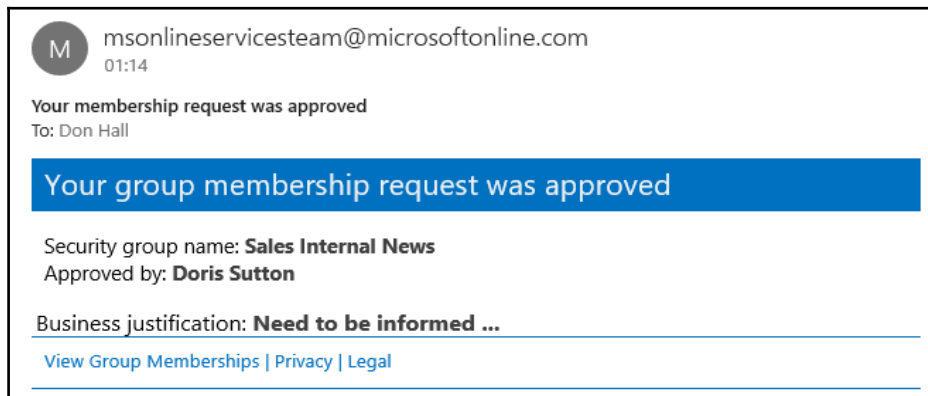 M
msonlineservicesteam@microsoftonline.com
01:14
Your membership request was approved
To: Don Hall
Your group membership request was approved
Security group name: Sales Internal News
Approved by: Doris Sutton
Business justification: Need to be informed ...
View Group Memberships | Privacy | Legal